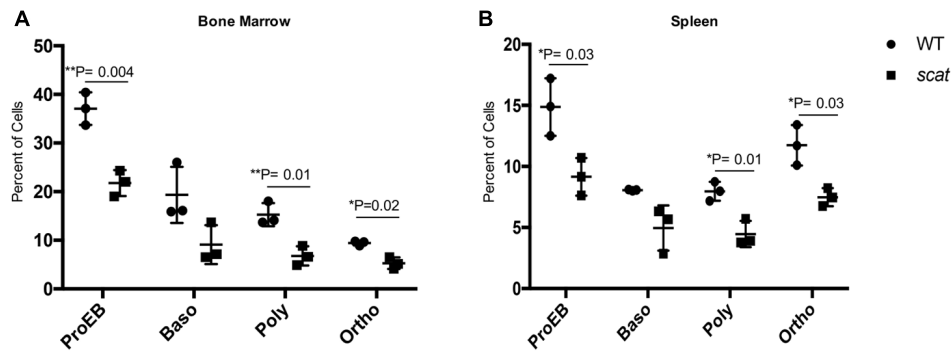 A
Bone Marrow
Percent of Cells
50
40
30
20
10
0
**P= 0.004
**P= 0.01
*P=0.02
ProEB
Baso
Poly
Ortho
B
Spleen
Percent of Cells
20
15
10
5
0
*P= 0.03
*P= 0.01
*P= 0.03
ProEB
Baso
Poly
Ortho
WT
scat